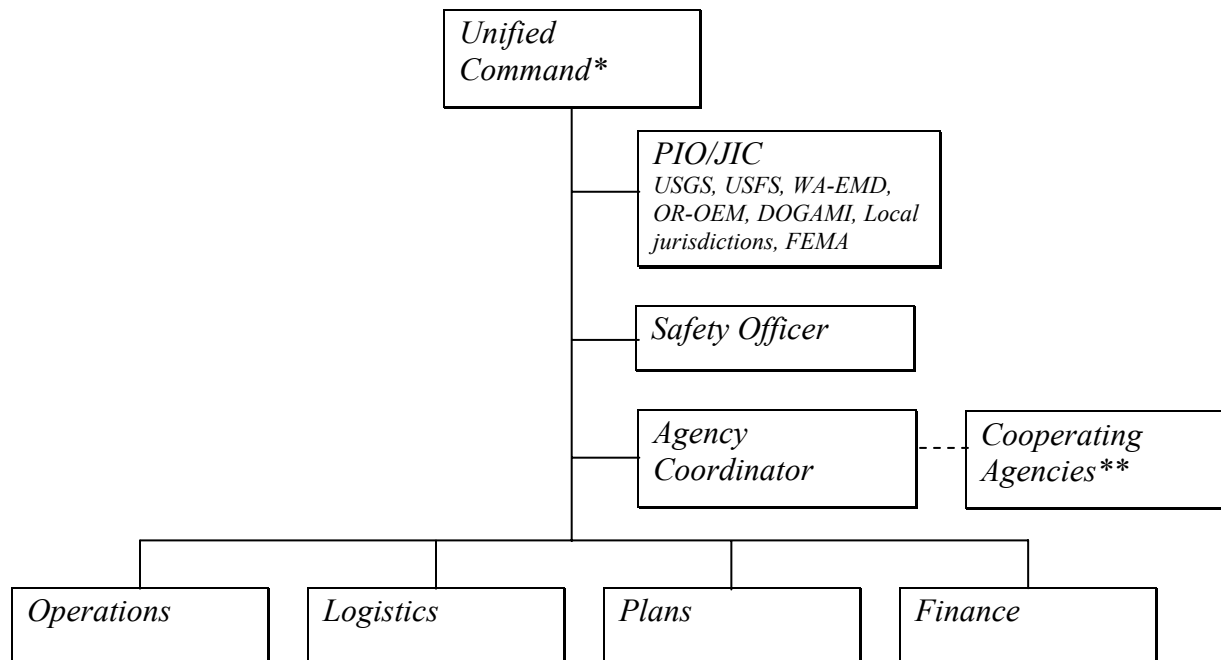 Unified
Command*
PIO/JIC
USGS, USFS, WA-EMD,
OR-OEM, DOGAMI, Local
jurisdictions, FEMA
Safety Officer
Agency
Coordinator
Cooperating
Agencies**
Operations
Logistics
Plans
Finance